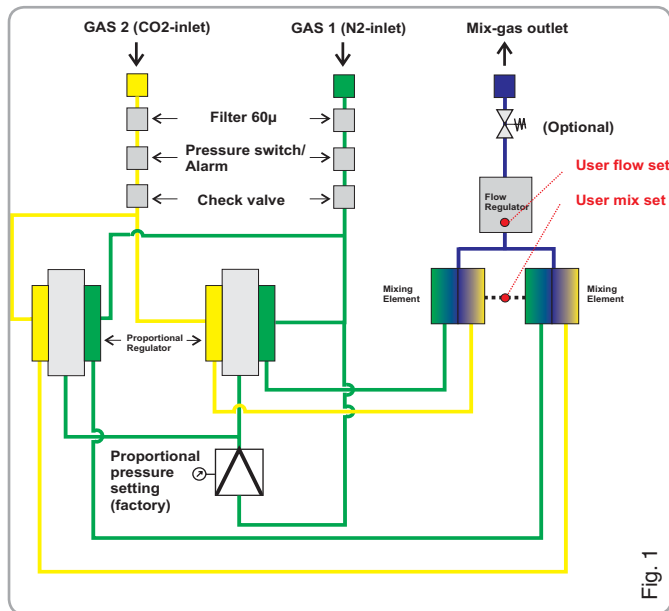 GAS 2 (CO2-inlet)
GAS 1 (N2-inlet)
Mix-gas outlet
Filter 60µ
(Optional)
Pressure switch/
Alarm
User flow set
Check valve
Flow
Regulator
User mix set
Mixing
Element
Mixing
Element
Proportional
Regulator
Proportional
pressure
setting
(factory)
Fig. 1